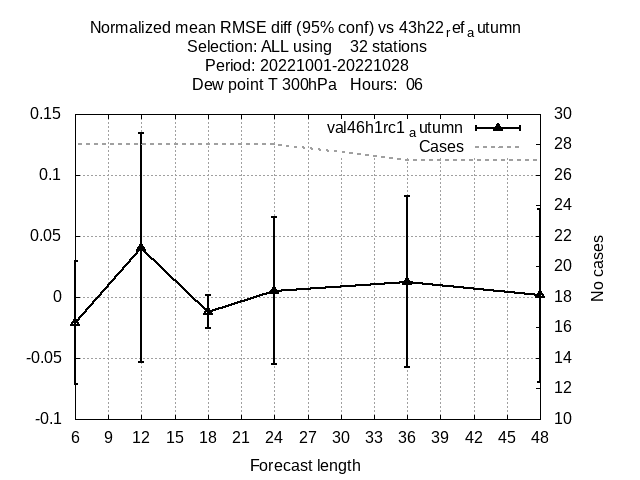 Normalized mean RMSE diff (95% conf) vs 43h22refautumn
Selection: ALL using 32 stations
Period: 20221001-20221028
Dew point T 300hPa Hours: 06
val46h1rc1autumn
Cases
0.15
0.1
0.05
0
-0.05
-0.1
30
28
26
24
22
20
18
16
14
12
10
No cases
6 9 12 15 18 21 24 27 30 33 36 39 42 45 48
Forecast length